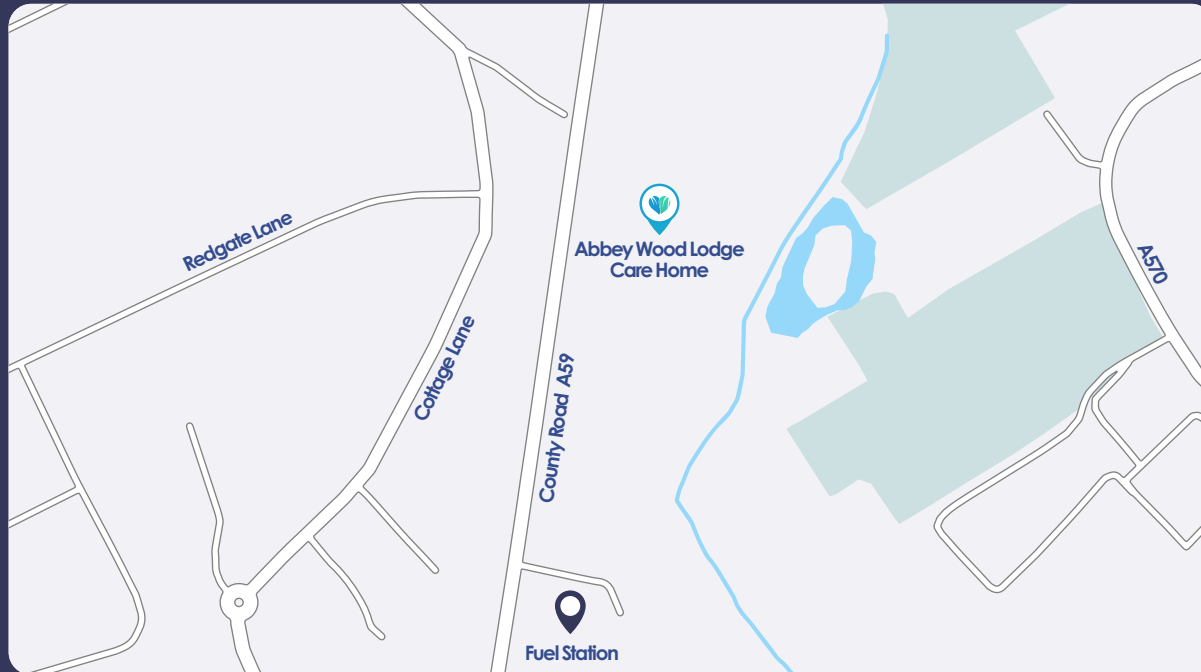 Redgate Lane
Abbey Wood Lodge
Care Home
A570
Cottage Lane
County Road A59
Fuel Station